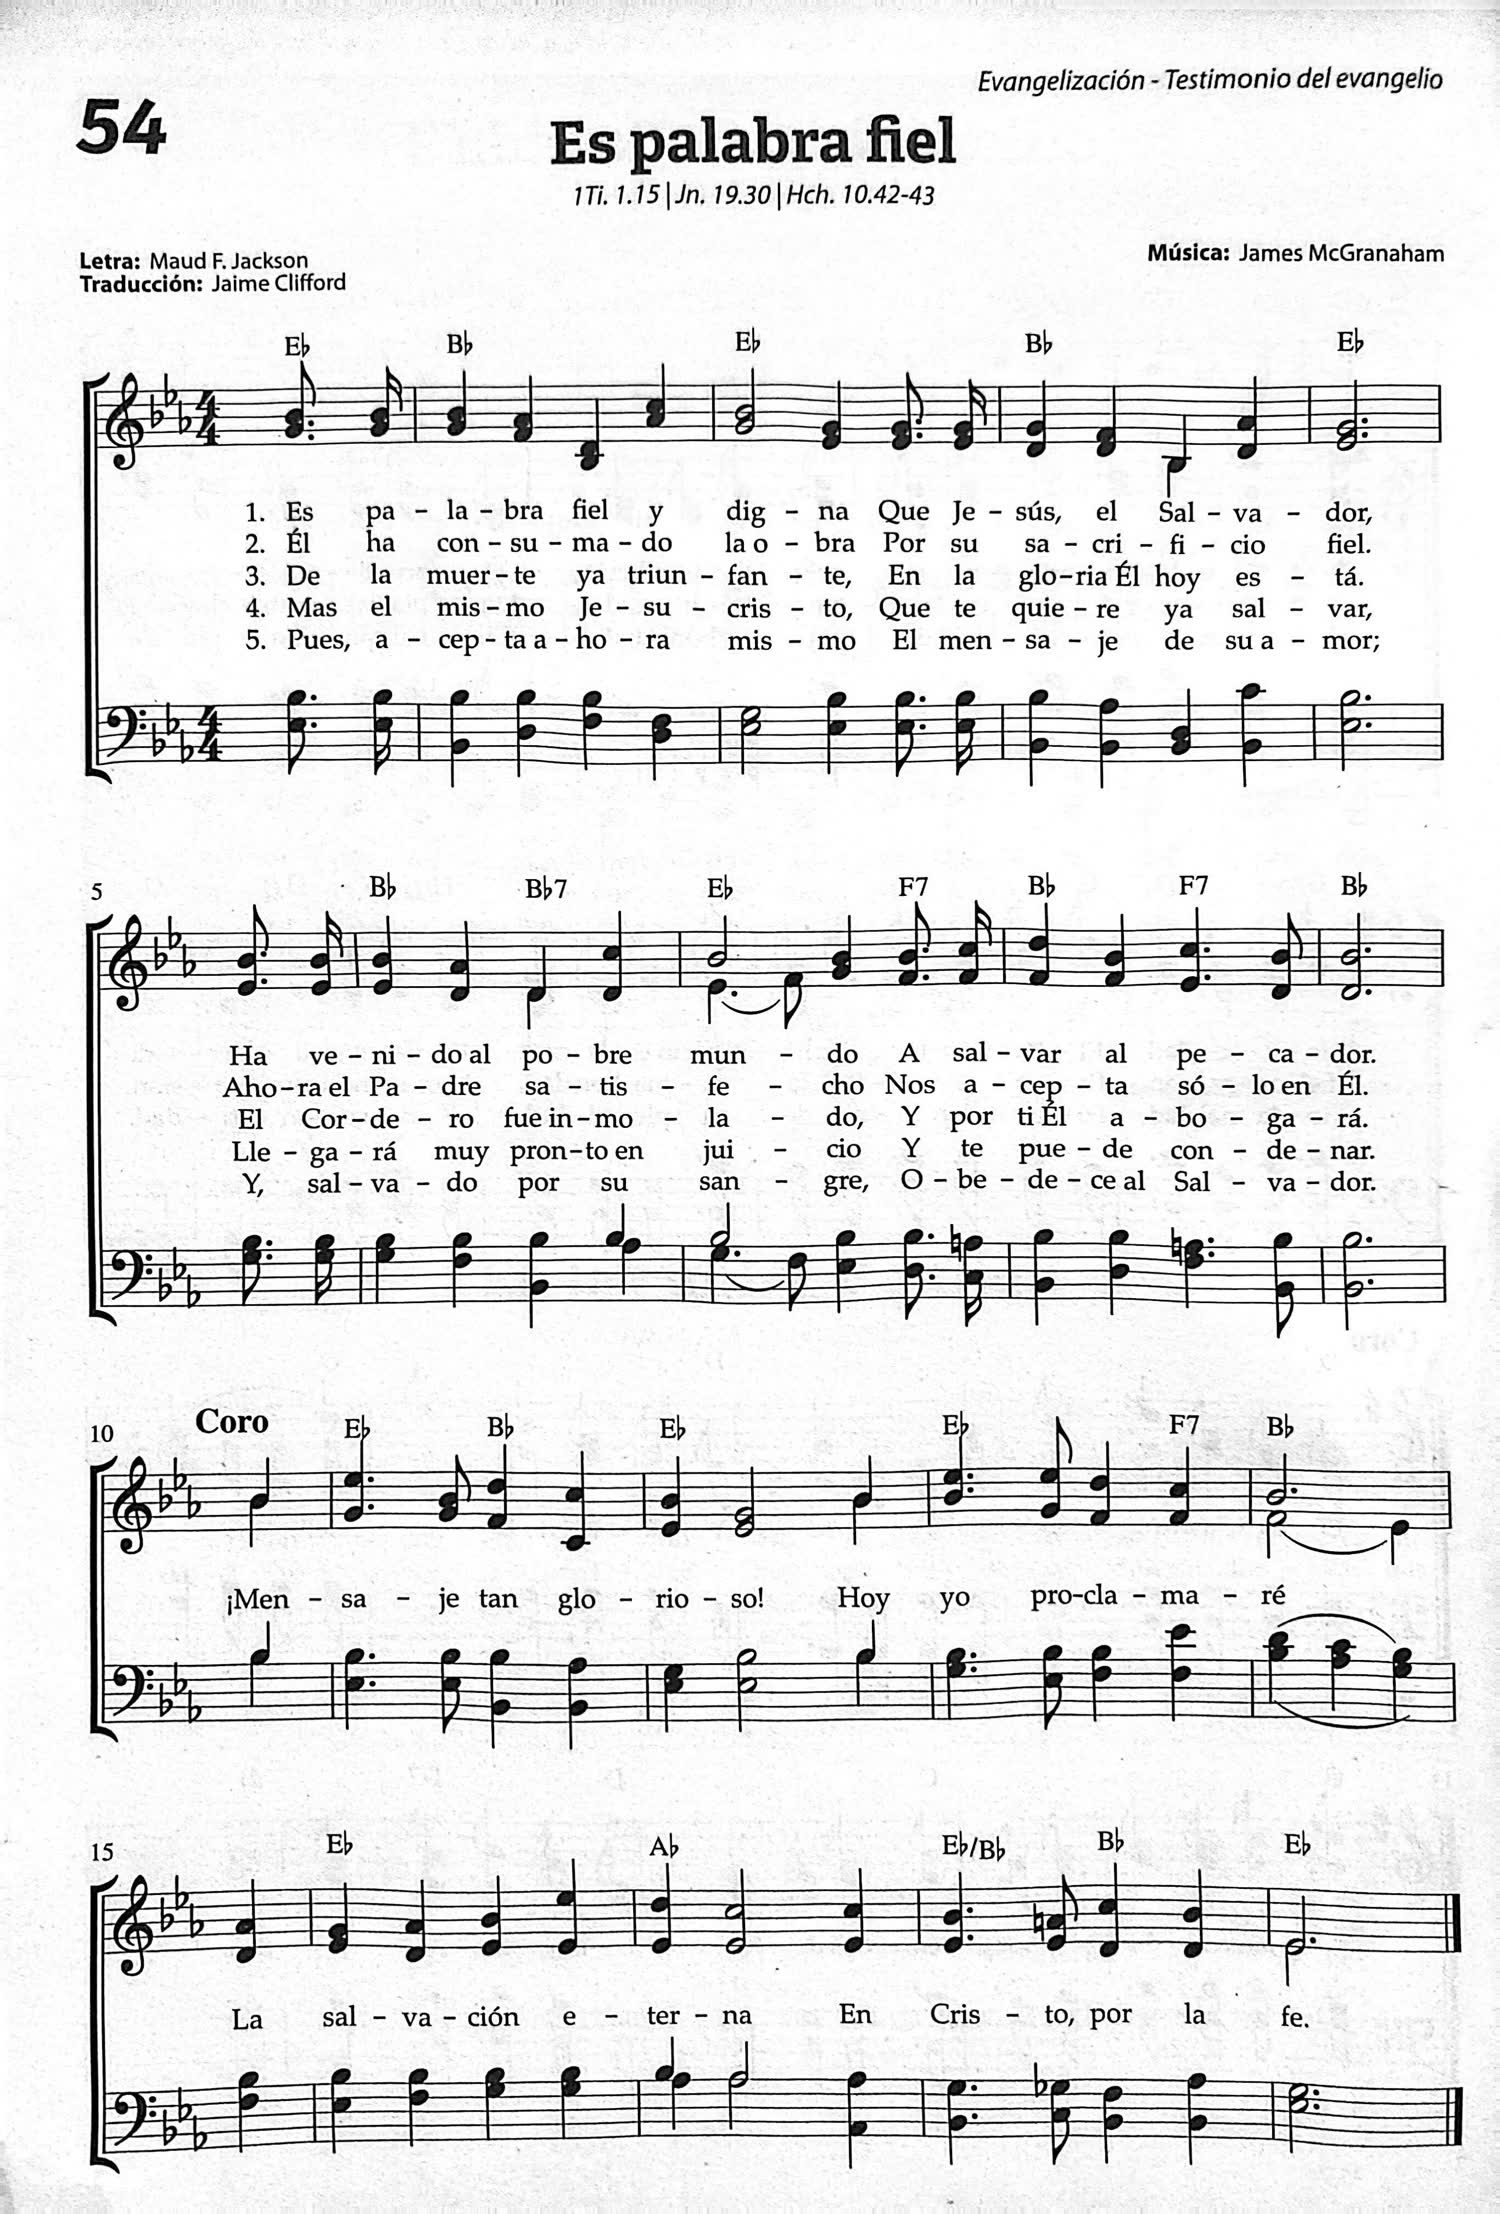 Evangelización - Testimonio del evangelio
54
Es palabra fiel
1Ti. 1.15 | Jn. 19.30 | Hch. 10.42-43
Letra: Maud F. Jackson
Traducción: Jaime Clifford
Música: James McGranaham
E♭ B♭ E♭ B♭ E♭
1. Es pa – la – bra fiel y dig – na Que Je – sús, el Sal – va – dor,
2. Él ha con – su – ma – do la o – bra Por su sa – cri – fi – cio fiel.
3. De la muer – te ya triun – fan – te, En la glo – ria Él hoy es – tá.
4. Mas el mis – mo Je – su – cris – to, Que te quie – re ya sal – var,
5. Pues, a – cep – ta a – ho – ra mis – mo El men – sa – je de su a – mor;
5 B♭ B♭7 E♭ F7 B♭ F7 B♭
Ha ve – ni – do al po – bre mun – do A sal – var al pe – ca – dor.
Aho – ra el Pa – dre sa – tis – fe – cho Nos a – cep – ta só – lo en Él.
El Cor – de – ro fue in – mo – la – do, Y por ti Él a – bo – ga – rá.
Lle – ga – rá muy pron – to en jui – cio Y te pue – de con – de – nar.
Y, sal – va – do por su san – gre, O – be – de – ce al Sal – va – dor.
10 Coro E♭ B♭ E♭ E♭ F7 B♭
¡Men – sa – je tan glo – rio – so! Hoy yo pro – cla – ma – ré
15 E♭ A♭ E♭/B♭ B♭ E♭
La sal – va – ción e – ter – na En Cris – to, por la fe.